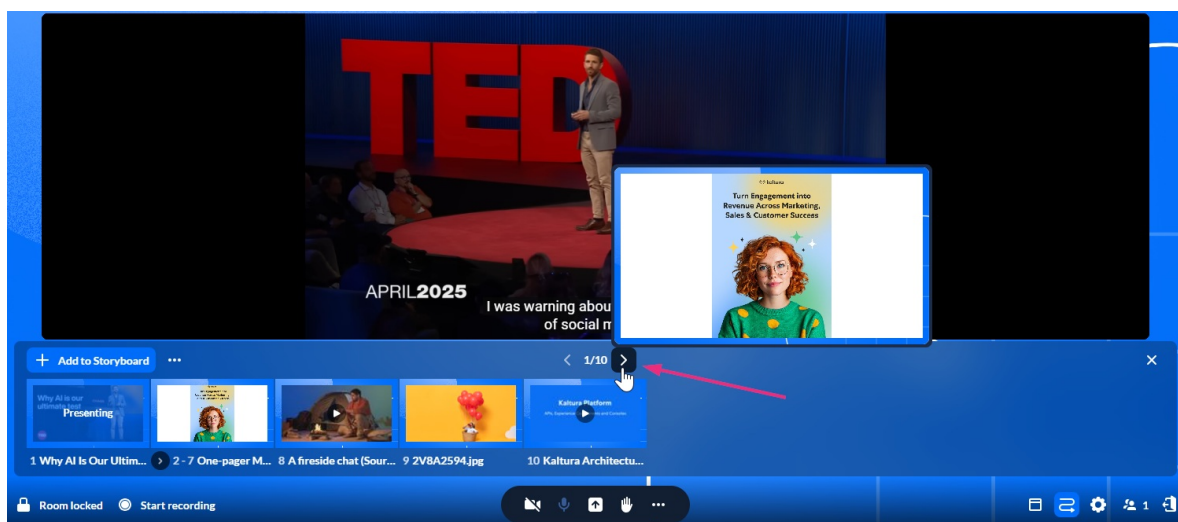 TED
APRIL2025
I was warning abou
of social m
kaltura
Turn Engagement into
Revenue Across Marketing,
Sales & Customer Success
Add to Storyboard
1/10
Why AI is our
ultimate test
Presenting
Kaltura Platform
1 Why AI Is Our Ultim...
2 - 7 One-pager M...
8 A fireside chat (Sour...
9 2V8A2594.jpg
10 Kaltura Architectu...
Room locked
Start recording
1